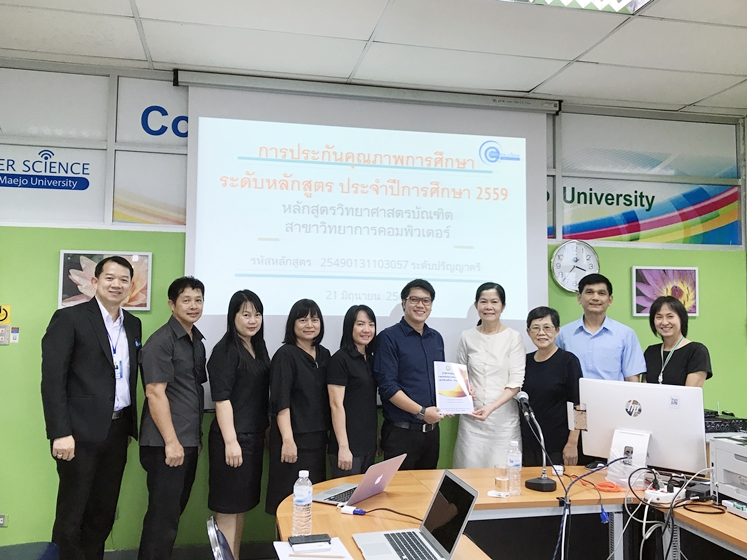 Co
ER SCIENCE
Maejo University
University
การประกันคุณภาพการศึกษา
ระดับหลักสูตร ประจำปีการศึกษา 2559
หลักสูตรวิทยาศาสตรบัณฑิต
สาขาวิทยาการคอมพิวเตอร์
รหัสหลักสูตร 25490131103057 ระดับปริญญาตรี
21 มิถุนายน
hp